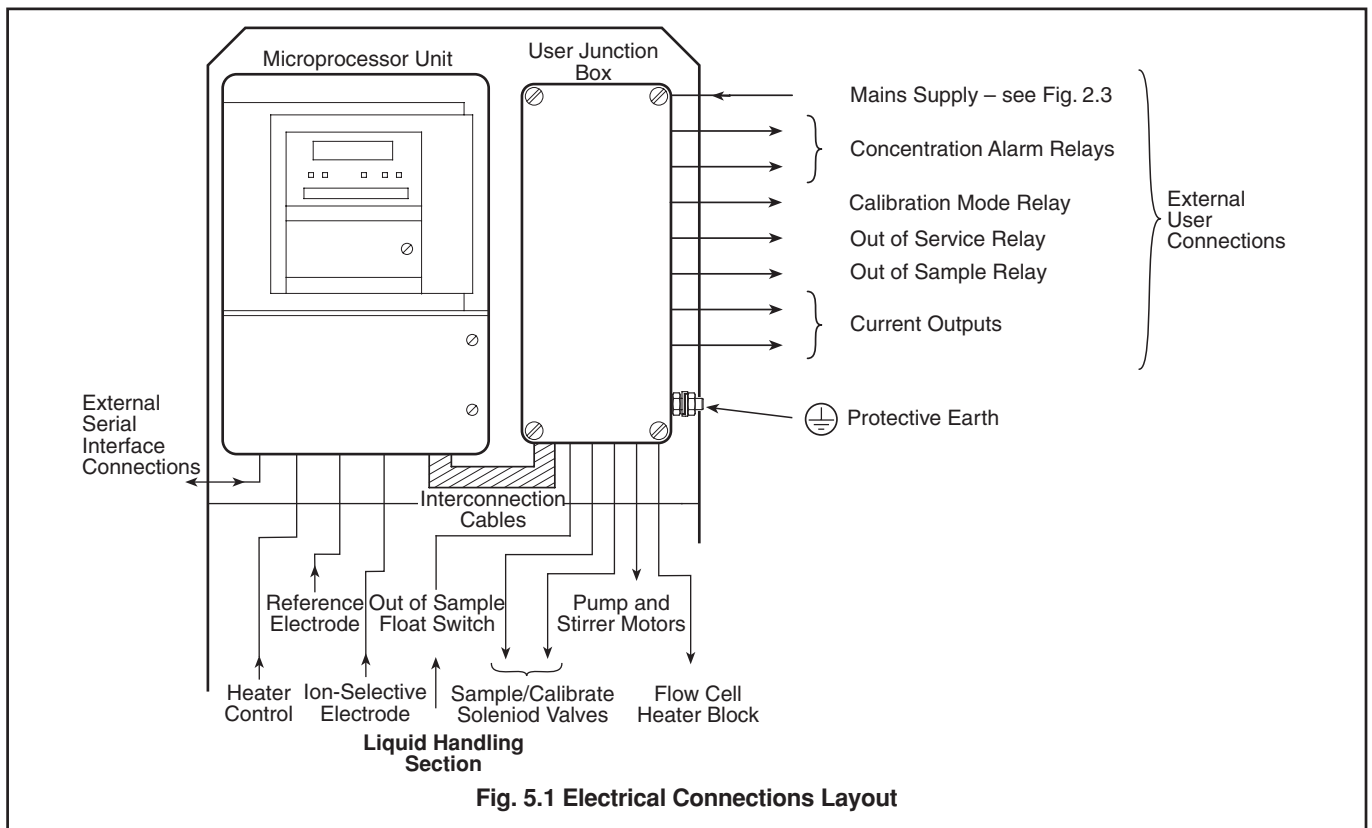 Microprocessor Unit
User Junction
Box
Mains Supply – see Fig. 2.3
Concentration Alarm Relays
Calibration Mode Relay
Out of Service Relay
Out of Sample Relay
Current Outputs
External
User
Connections
Protective Earth
External
Serial
Interface
Connections
Interconnection
Cables
Reference
Electrode
Out of Sample
Float Switch
Pump and
Stirrer Motors
Heater
Control
Ion-Selective
Electrode
Sample/Calibrate
Soleniod Valves
Flow Cell
Heater Block
Liquid Handling
Section
Fig. 5.1 Electrical Connections Layout